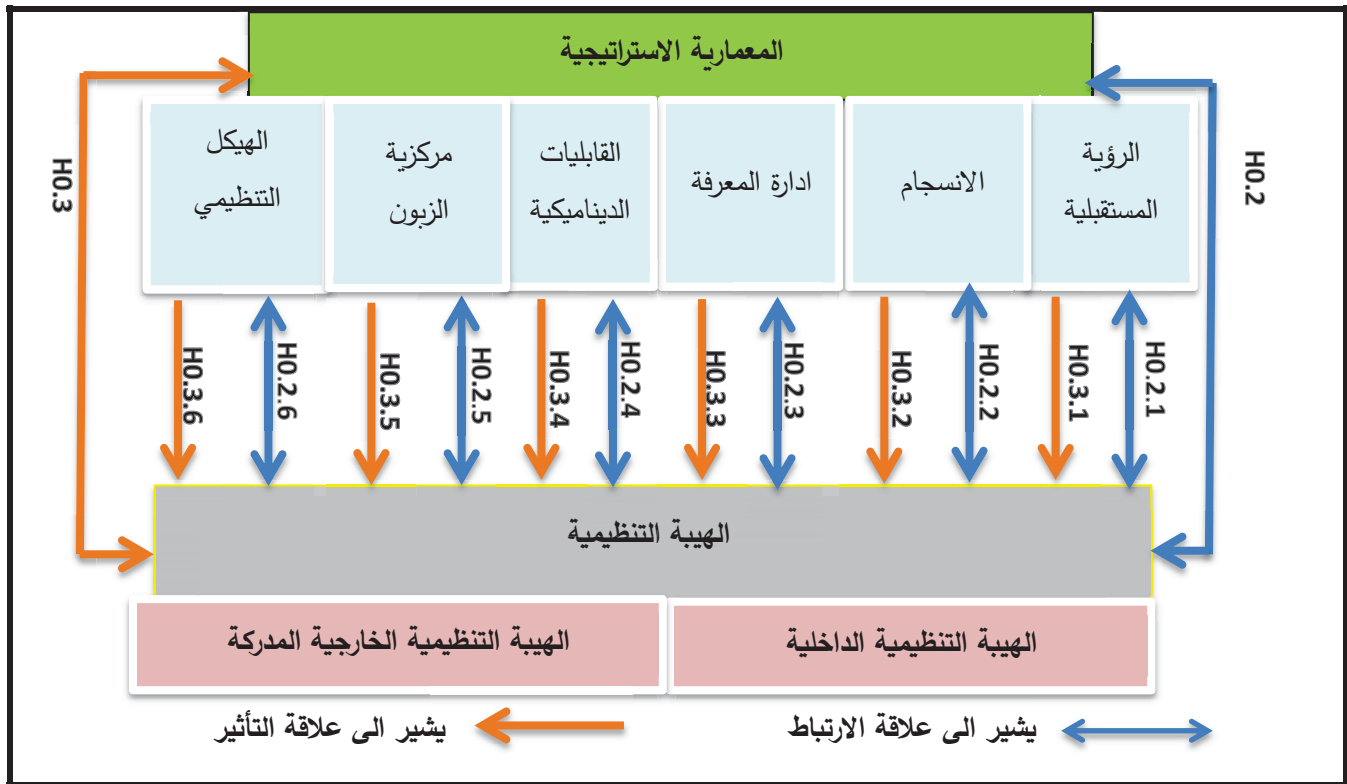 المعمارية الاستراتيجية
الرؤية
المستقبلية
الانسجام
ادارة المعرفة
القابليات
الديناميكية
مركزية
الزبون
الهيكل
التنظيمي
H0.2
H0.3
H0.2.1
H0.3.1
H0.2.2
H0.3.2
H0.2.3
H0.3.3
H0.2.4
H0.3.4
H0.2.5
H0.3.5
H0.2.6
H0.3.6
الهيبة التنظيمية
الهيبة التنظيمية الداخلية
الهيبة التنظيمية الخارجية المدركة
يشير الى علاقة الارتباط
يشير الى علاقة التأثير